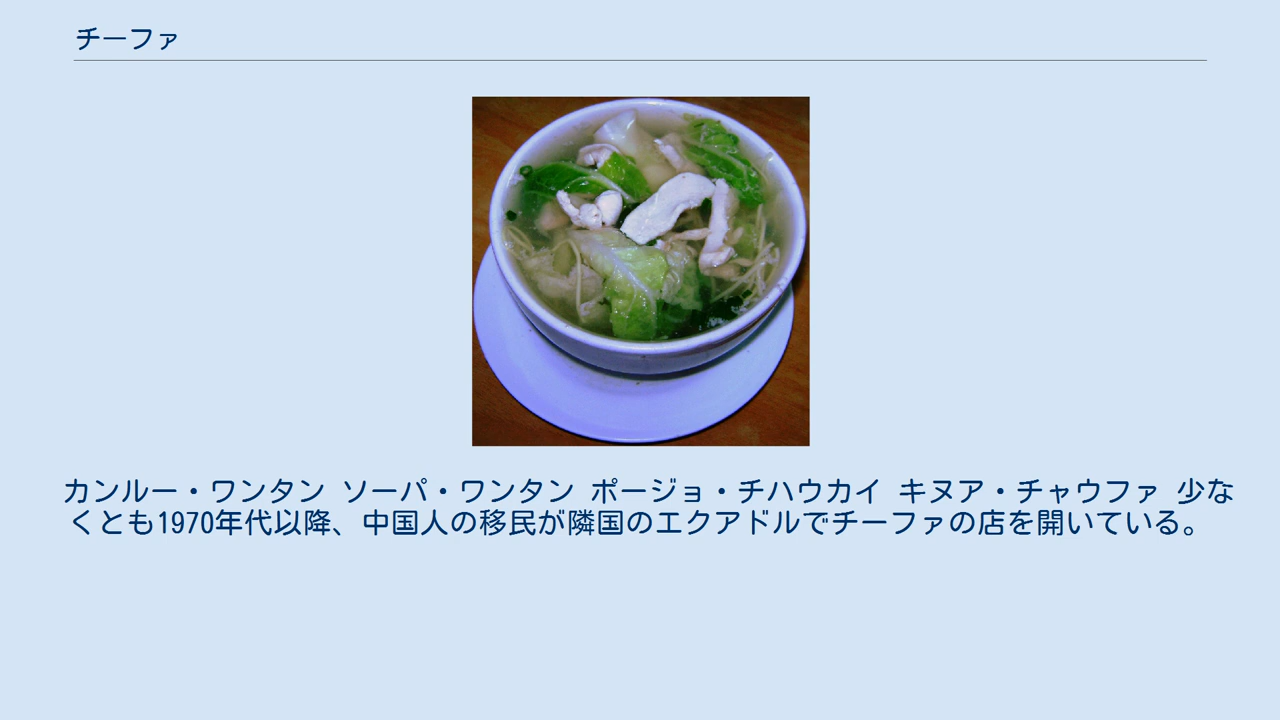 チーファ
カンルー・ワンタン ソーパ・ワンタン ポージョ・チハウカイ キヌア・チャウファ 少な
くとも1970年代以降、中国人の移民が隣国のエクアドルでチーファの店を開いている。